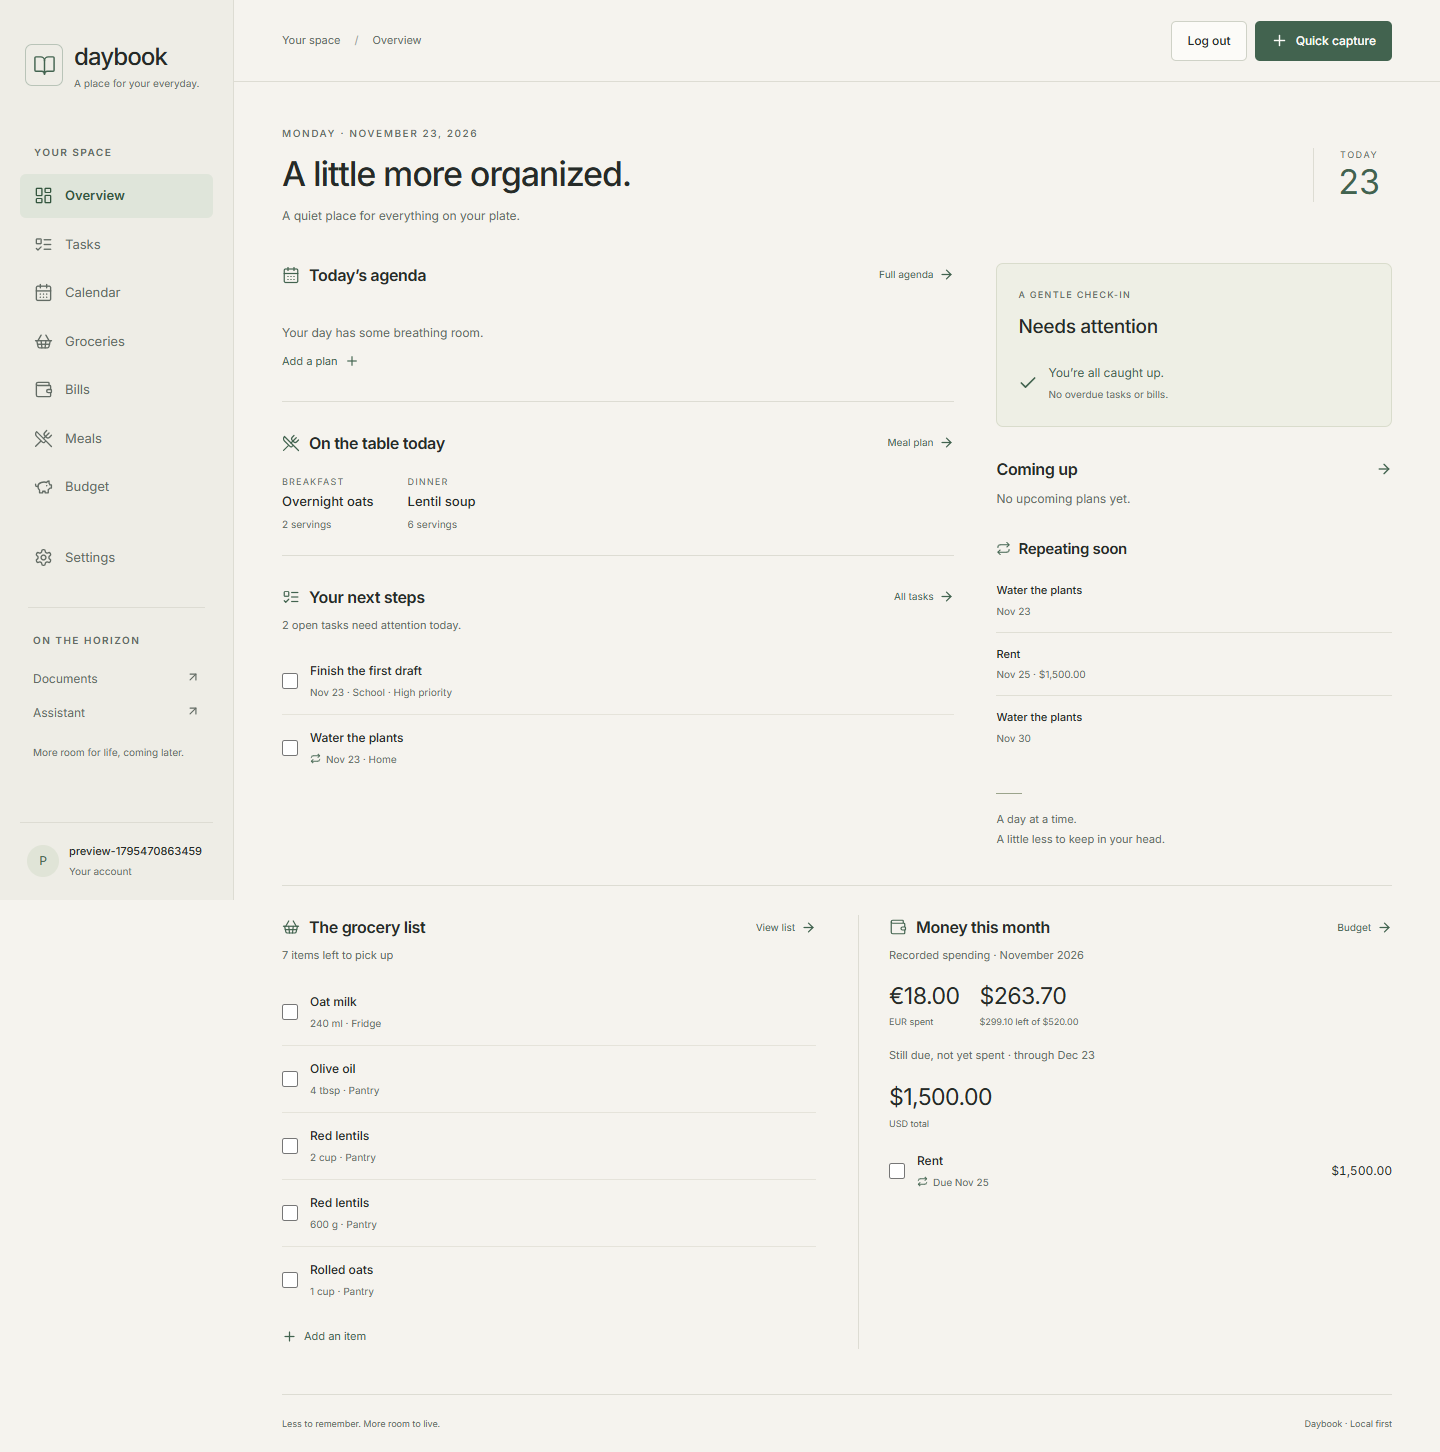 daybook
A place for your everyday.
YOUR SPACE
Overview
Tasks
Calendar
Groceries
Bills
Meals
Budget
Settings
ON THE HORIZON
Documents
Assistant
More room for life, coming later.
P
preview-1795470863459
Your account
Your space / Overview
Log out
Quick capture
MONDAY · NOVEMBER 23, 2026
A little more organized.
A quiet place for everything on your plate.
TODAY
23
Today’s agenda
Full agenda
Your day has some breathing room.
Add a plan
On the table today
Meal plan
BREAKFAST
Overnight oats
2 servings
DINNER
Lentil soup
6 servings
Your next steps
All tasks
2 open tasks need attention today.
Finish the first draft
Nov 23 · School · High priority
Water the plants
Nov 23 · Home
A GENTLE CHECK-IN
Needs attention
You’re all caught up.
No overdue tasks or bills.
Coming up
No upcoming plans yet.
Repeating soon
Water the plants
Nov 23
Rent
Nov 25 · $1,500.00
Water the plants
Nov 30
A day at a time.
A little less to keep in your head.
The grocery list
View list
7 items left to pick up
Oat milk
240 ml · Fridge
Olive oil
4 tbsp · Pantry
Red lentils
2 cup · Pantry
Red lentils
600 g · Pantry
Rolled oats
1 cup · Pantry
Add an item
Money this month
Budget
Recorded spending · November 2026
€18.00
EUR spent
$263.70
$299.10 left of $520.00
Still due, not yet spent · through Dec 23
$1,500.00
USD total
Rent
Due Nov 25
$1,500.00
Less to remember. More room to live.
Daybook · Local first